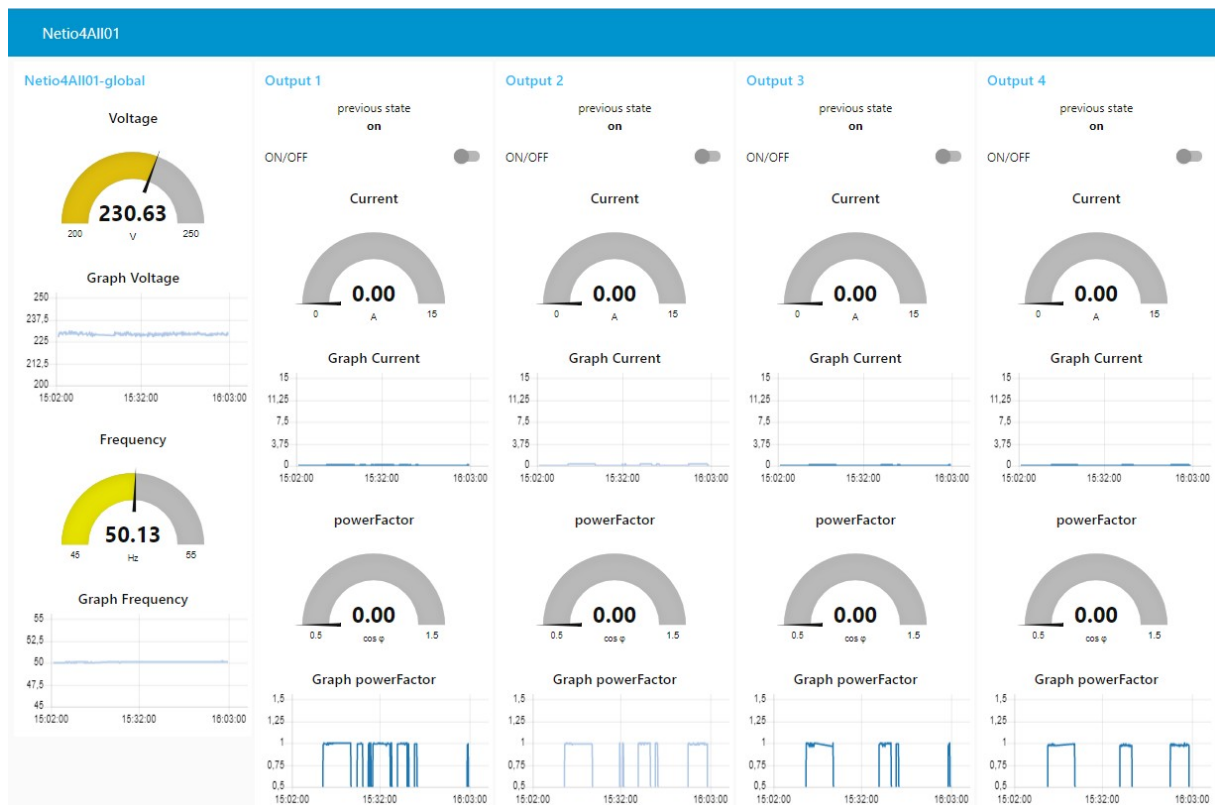 Netio4All01
Netio4All01-global
Voltage
230.63
200
V
250
Graph Voltage
250
237,5
225
212,5
200
15:02:00
15:32:00
16:03:00
Frequency
50.13
45
Hz
55
Graph Frequency
55
52,5
50
47,5
45
15:02:00
15:32:00
16:03:00
Output 1
previous state
on
ON/OFF
Current
0.00
0
A
15
Graph Current
15
11,25
7,5
3,75
0
15:02:00
15:32:00
16:03:00
powerFactor
0.00
0.5
cos φ
1.5
Graph powerFactor
1,5
1,25
1
0,75
0,5
15:02:00
15:32:00
16:03:00
Output 2
previous state
on
ON/OFF
Current
0.00
0
A
15
Graph Current
15
11,25
7,5
3,75
0
15:02:00
15:32:00
16:03:00
powerFactor
0.00
0.5
cos φ
1.5
Graph powerFactor
1,5
1,25
1
0,75
0,5
15:02:00
15:32:00
16:03:00
Output 3
previous state
on
ON/OFF
Current
0.00
0
A
15
Graph Current
15
11,25
7,5
3,75
0
15:02:00
15:32:00
16:03:00
powerFactor
0.00
0.5
cos φ
1.5
Graph powerFactor
1,5
1,25
1
0,75
0,5
15:02:00
15:32:00
16:03:00
Output 4
previous state
on
ON/OFF
Current
0.00
0
A
15
Graph Current
15
11,25
7,5
3,75
0
15:02:00
15:32:00
16:03:00
powerFactor
0.00
0.5
cos φ
1.5
Graph powerFactor
1,5
1,25
1
0,75
0,5
15:02:00
15:32:00
16:03:00